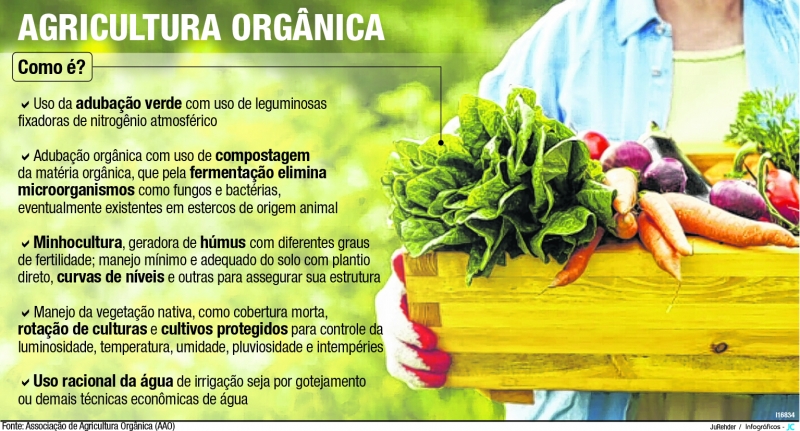 AGRICULTURA ORGÂNICA
Como é?
Uso da adubação verde com uso de leguminosas
fixadoras de nitrogênio atmosférico
Adubação orgânica com uso de compostagem
da matéria orgânica, que pela fermentação elimina
microorganismos como fungos e bactérias,
eventualmente existentes em estercos de origem animal
Minhocultura, geradora de húmus com diferentes graus
de fertilidade; manejo mínimo e adequado do solo com plantio
direto, curvas de níveis e outras para assegurar sua estrutura
Manejo da vegetação nativa, como cobertura morta,
rotação de culturas e cultivos protegidos para controle da
luminosidade, temperatura, umidade, pluviosidade e intempéries
Uso racional da água de irrigação seja por gotejamento
ou demais técnicas econômicas de água
I16854
Fonte: Associação de Agricultura Orgânica (AAO)
JuRehder / Infográficos - JC